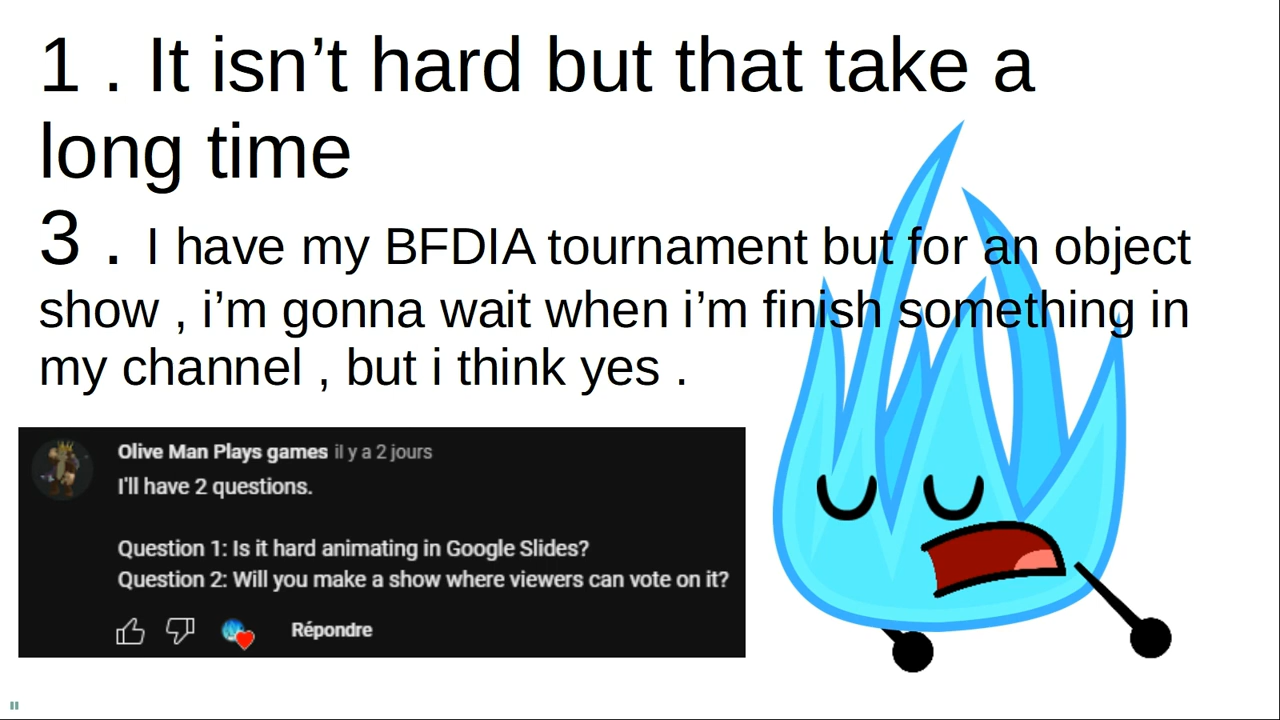 1 . It isn’t hard but that take a
long time
3 . I have my BFDIA tournament but for an object
show , i’m gonna wait when i’m finish something in
my channel , but i think yes .
Olive Man Plays games il y a 2 jours
I'll have 2 questions.
Question 1: Is it hard animating in Google Slides?
Question 2: Will you make a show where viewers can vote on it?
Répondre